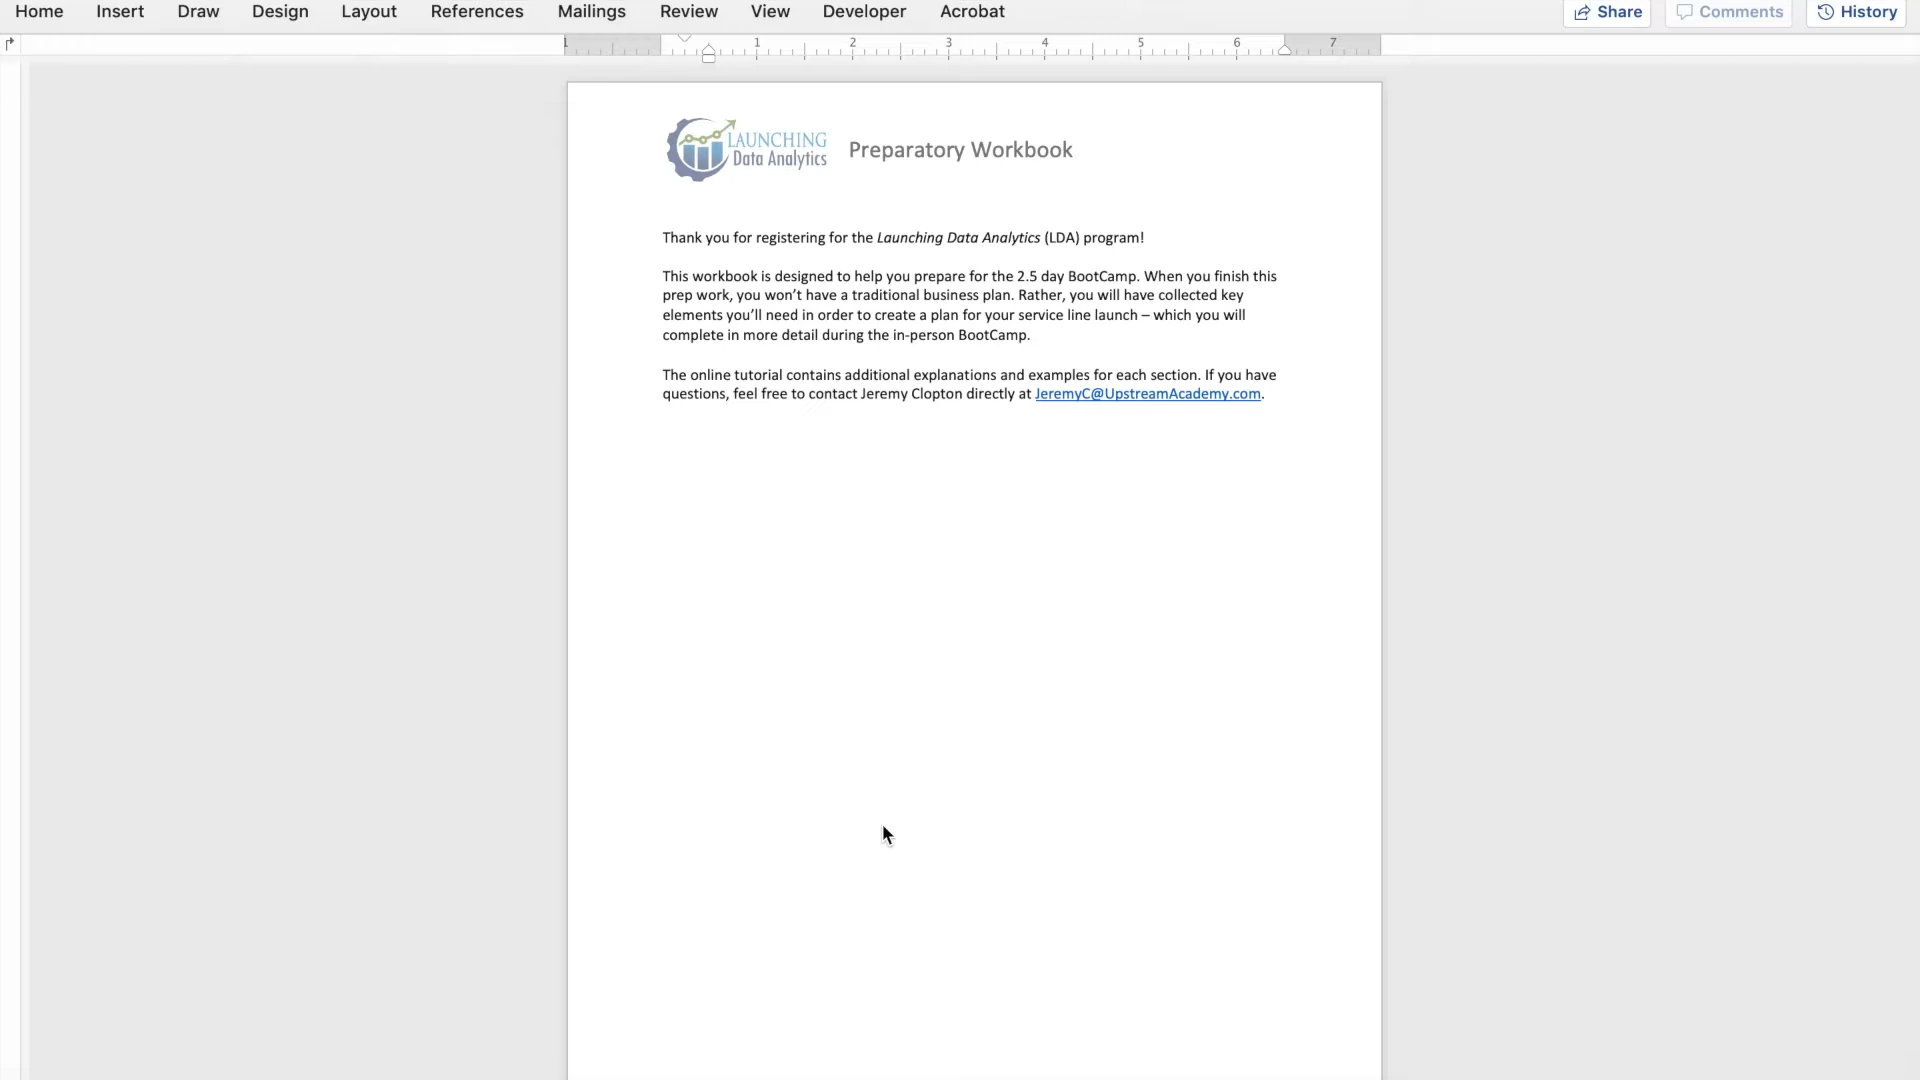 Home Insert Draw Design Layout References Mailings Review View Developer Acrobat Share Comments History
1 1 2 3 4 5 6 7
LAUNCHING
Data Analytics
Preparatory Workbook
Thank you for registering for the Launching Data Analytics (LDA) program!
This workbook is designed to help you prepare for the 2.5 day BootCamp. When you finish this
prep work, you won’t have a traditional business plan. Rather, you will have collected key
elements you’ll need in order to create a plan for your service line launch – which you will
complete in more detail during the in-person BootCamp.
The online tutorial contains additional explanations and examples for each section. If you have
questions, feel free to contact Jeremy Clopton directly at JeremyC@UpstreamAcademy.com.